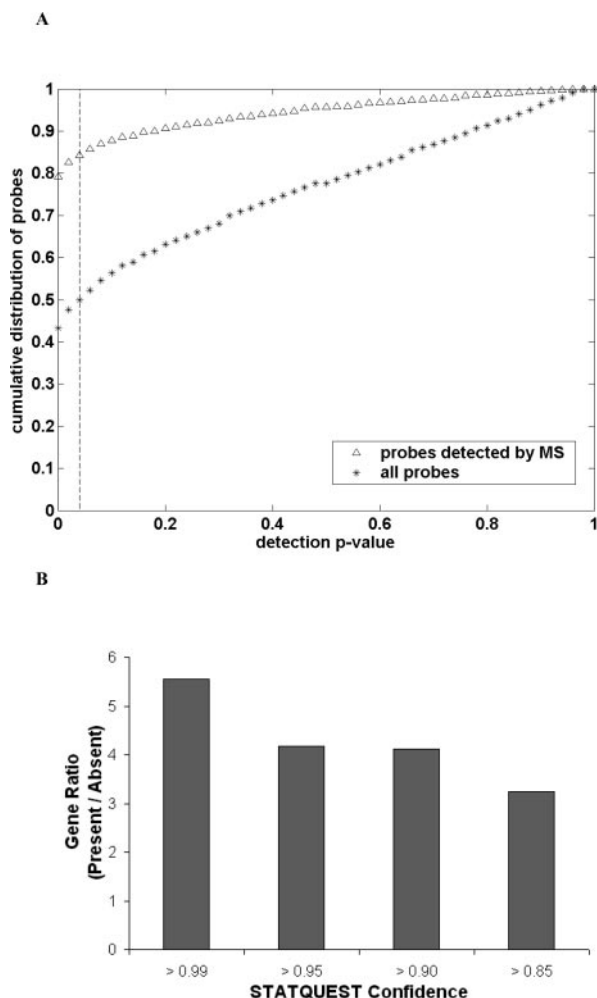 A
cumulative distribution of probes
1
0.9
0.8
0.7
0.6
0.5
0.4
0.3
0.2
0.1
0
0 0.2 0.4 0.6 0.8 1
detection p-value
probes detected by MS
all probes
B
Gene Ratio
(Present / Absent)
6
5
4
3
2
1
0
> 0.99 > 0.95 > 0.90 > 0.85
STATQUEST Confidence